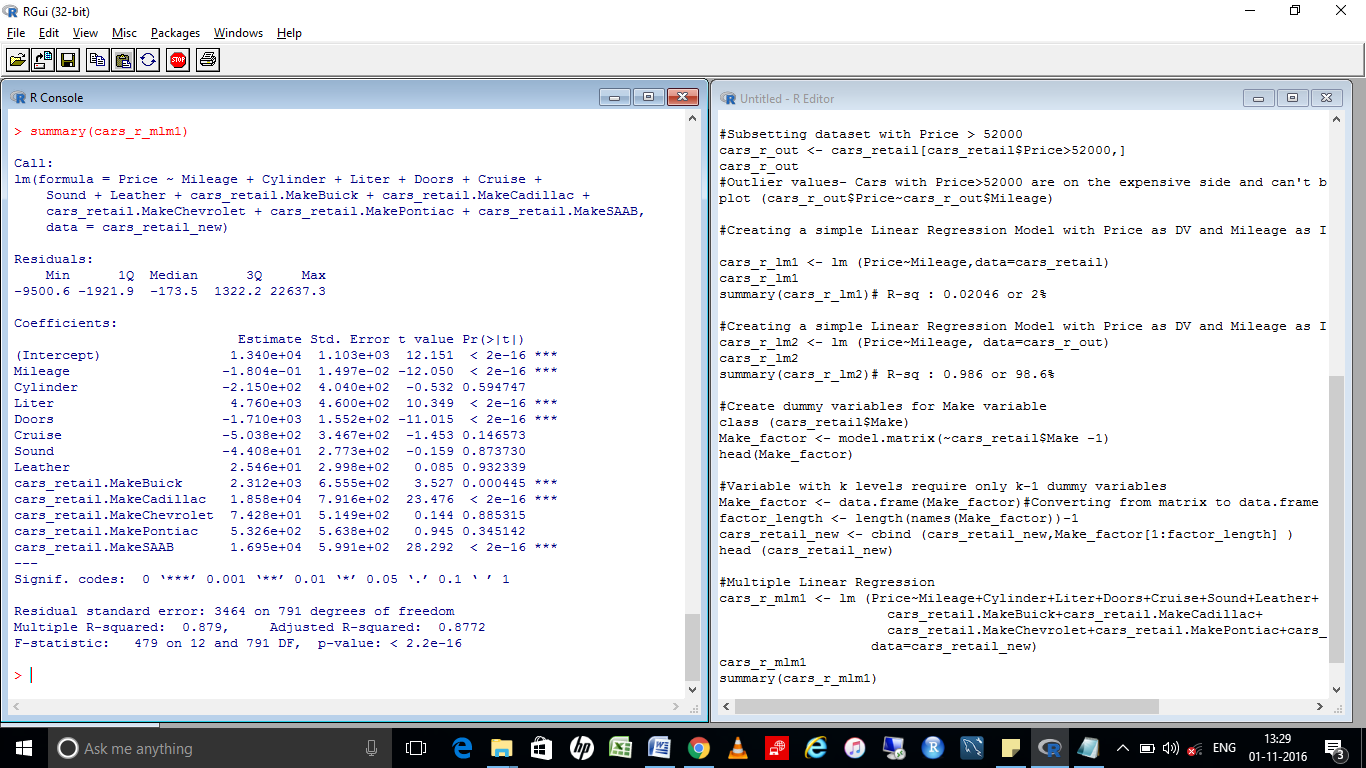 RGui (32-bit)
File Edit View Misc Packages Windows Help
STOP
R Console
> summary(cars_r_mlm1)
Call:
lm(formula = Price ~ Mileage + Cylinder + Liter + Doors + Cruise +
    Sound + Leather + cars_retail.MakeBuick + cars_retail.MakeCadillac +
    cars_retail.MakeChevrolet + cars_retail.MakePontiac + cars_retail.MakeSAAB,
    data = cars_retail_new)
Residuals:
    Min      1Q  Median      3Q     Max
-9500.6 -1921.9  -173.5  1322.2 22637.3
Coefficients:
                            Estimate Std. Error t value Pr(>|t|)
(Intercept)                1.340e+04  1.103e+03  12.151  < 2e-16 ***
Mileage                   -1.804e-01  1.497e-02 -12.050  < 2e-16 ***
Cylinder                  -2.150e+02  4.040e+02  -0.532 0.594747
Liter                      4.760e+03  4.600e+02  10.349  < 2e-16 ***
Doors                     -1.710e+03  1.552e+02 -11.015  < 2e-16 ***
Cruise                    -5.038e+02  3.467e+02  -1.453 0.146573
Sound                     -4.408e+01  2.773e+02  -0.159 0.873730
Leather                    2.546e+01  2.998e+02   0.085 0.932339
cars_retail.MakeBuick      2.312e+03  6.555e+02   3.527 0.000445 ***
cars_retail.MakeCadillac   1.858e+04  7.916e+02  23.476  < 2e-16 ***
cars_retail.MakeChevrolet  7.428e+01  5.149e+02   0.144 0.885315
cars_retail.MakePontiac    5.326e+02  5.638e+02   0.945 0.345142
cars_retail.MakeSAAB       1.695e+04  5.991e+02  28.292  < 2e-16 ***
---
Signif. codes:  0 ‘***’ 0.001 ‘**’ 0.01 ‘*’ 0.05 ‘.’ 0.1 ‘ ’ 1
Residual standard error: 3464 on 791 degrees of freedom
Multiple R-squared:  0.879,     Adjusted R-squared:  0.8772
F-statistic:   479 on 12 and 791 DF,  p-value: < 2.2e-16
>
Untitled - R Editor
#Subsetting dataset with Price > 52000
cars_r_out <- cars_retail[cars_retail$Price>52000,]
cars_r_out
#Outlier values- Cars with Price>52000 are on the expensive side and can't b
plot (cars_r_out$Price~cars_r_out$Mileage)
#Creating a simple Linear Regression Model with Price as DV and Mileage as I
cars_r_lm1 <- lm (Price~Mileage,data=cars_retail)
cars_r_lm1
summary(cars_r_lm1)# R-sq : 0.02046 or 2%
#Creating a simple Linear Regression Model with Price as DV and Mileage as I
cars_r_lm2 <- lm (Price~Mileage, data=cars_r_out)
cars_r_lm2
summary(cars_r_lm2)# R-sq : 0.986 or 98.6%
#Create dummy variables for Make variable
class (cars_retail$Make)
Make_factor <- model.matrix(~cars_retail$Make -1)
head(Make_factor)
#Variable with k levels require only k-1 dummy variables
Make_factor <- data.frame(Make_factor)#Converting from matrix to data.frame
factor_length <- length(names(Make_factor))-1
cars_retail_new <- cbind (cars_retail_new,Make_factor[1:factor_length] )
head (cars_retail_new)
#Multiple Linear Regression
cars_r_mlm1 <- lm (Price~Mileage+Cylinder+Liter+Doors+Cruise+Sound+Leather+
                     cars_retail.MakeBuick+cars_retail.MakeCadillac+
                     cars_retail.MakeChevrolet+cars_retail.MakePontiac+cars_
                   data=cars_retail_new)
cars_r_mlm1
summary(cars_r_mlm1)
Ask me anything
ENG
13:29
01-11-2016
3